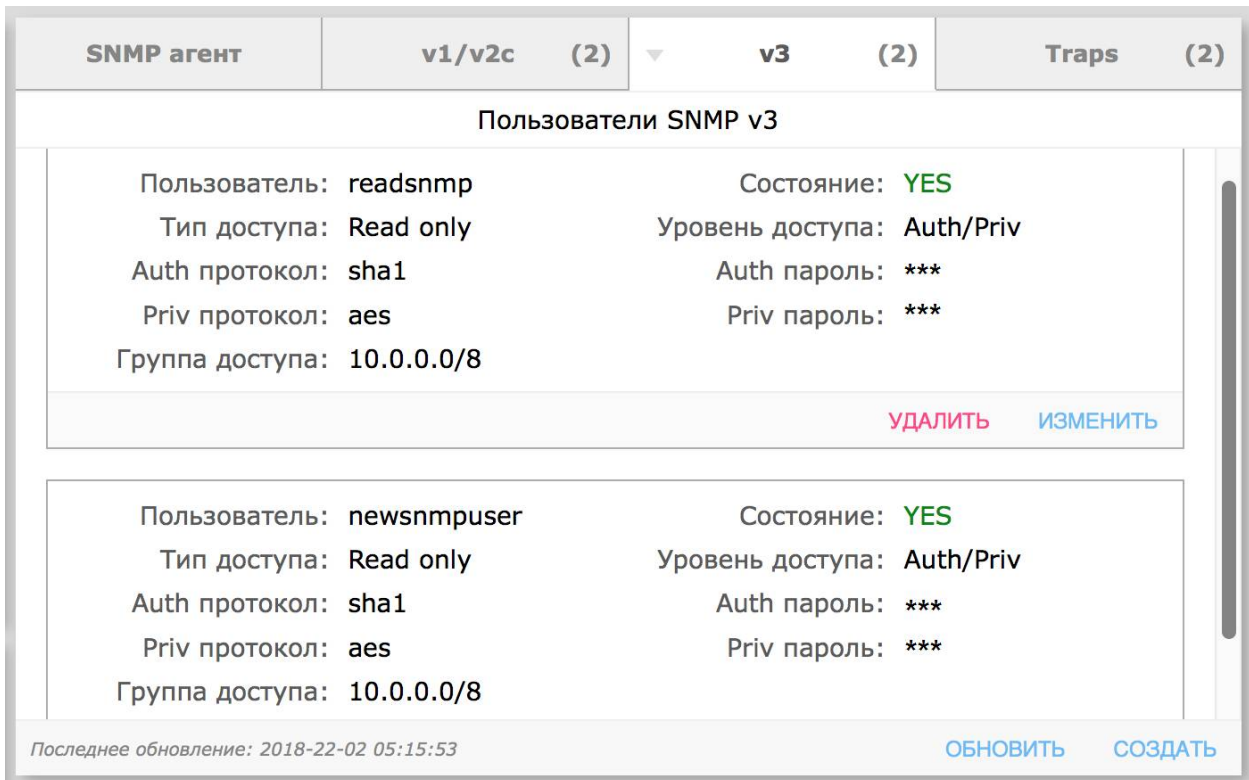 SNMP агент v1/v2c (2) v3 (2) Traps (2)
Пользователи SNMP v3
Пользователь: readsnmp Состояние: YES
Тип доступа: Read only Уровень доступа: Auth/Priv
Auth протокол: sha1 Auth пароль: ***
Priv протокол: aes Priv пароль: ***
Группа доступа: 10.0.0.0/8
УДАЛИТЬ ИЗМЕНИТЬ
Пользователь: newsnmpuser Состояние: YES
Тип доступа: Read only Уровень доступа: Auth/Priv
Auth протокол: sha1 Auth пароль: ***
Priv протокол: aes Priv пароль: ***
Группа доступа: 10.0.0.0/8
Последнее обновление: 2018-22-02 05:15:53 ОБНОВИТЬ СОЗДАТЬ